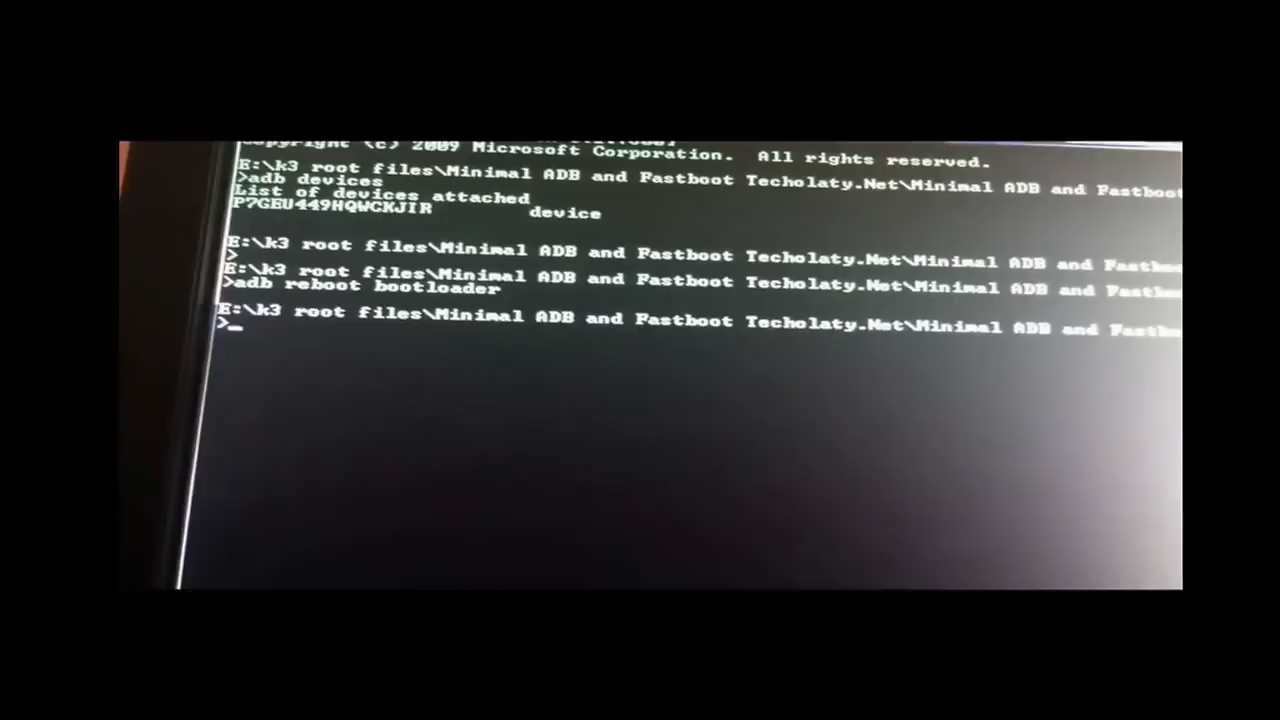 Copyright (c) 2009 Microsoft Corporation. All rights reserved.
E:\k3 root files\Minimal ADB and Fastboot Techolaty.Net\Minimal ADB and Fastboot
>adb devices
List of devices attached
P7GEU449HQWCKJIR device
E:\k3 root files\Minimal ADB and Fastboot Techolaty.Net\Minimal ADB and Fastbo
>
E:\k3 root files\Minimal ADB and Fastboot Techolaty.Net\Minimal ADB and Fastbo
>adb reboot bootloader
E:\k3 root files\Minimal ADB and Fastboot Techolaty.Net\Minimal ADB and Fastbo
>_